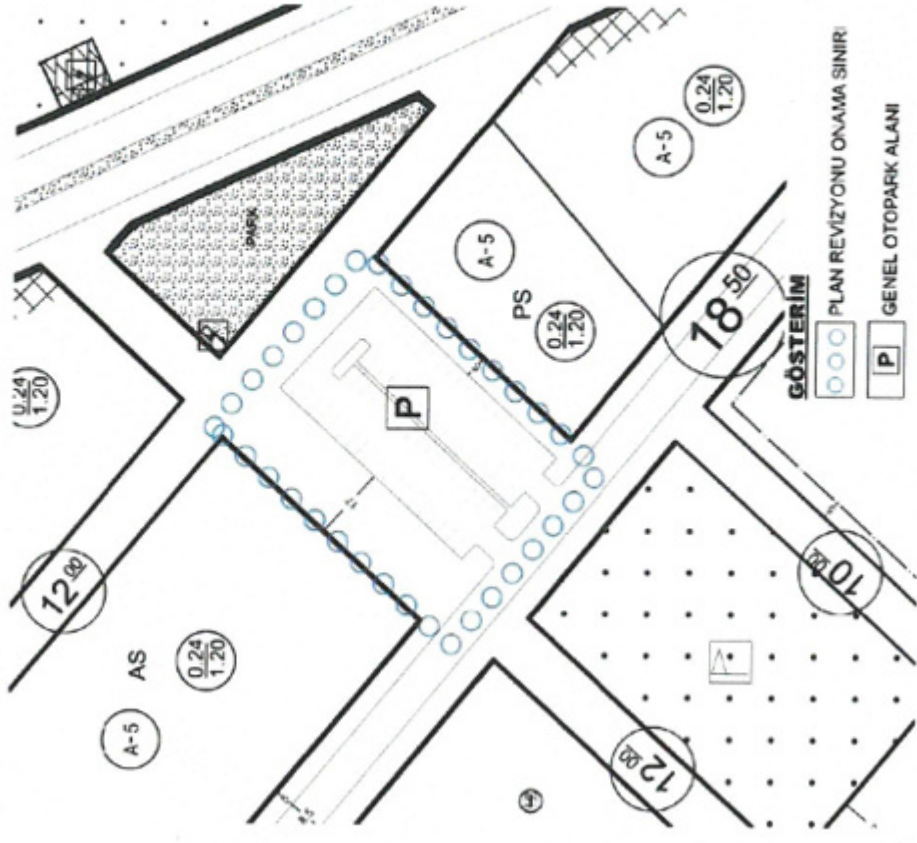 0.24
1.20
PARK
12.00
AS
0.24
1.20
A-5
P
A-5
PS
0.24
1.20
A-5
0.24
1.20
18.50
10.00
12.00
GÖSTERİM
PLAN REVİZYONU ONAMA SINIRI
P
GENEL OTOPARK ALANI